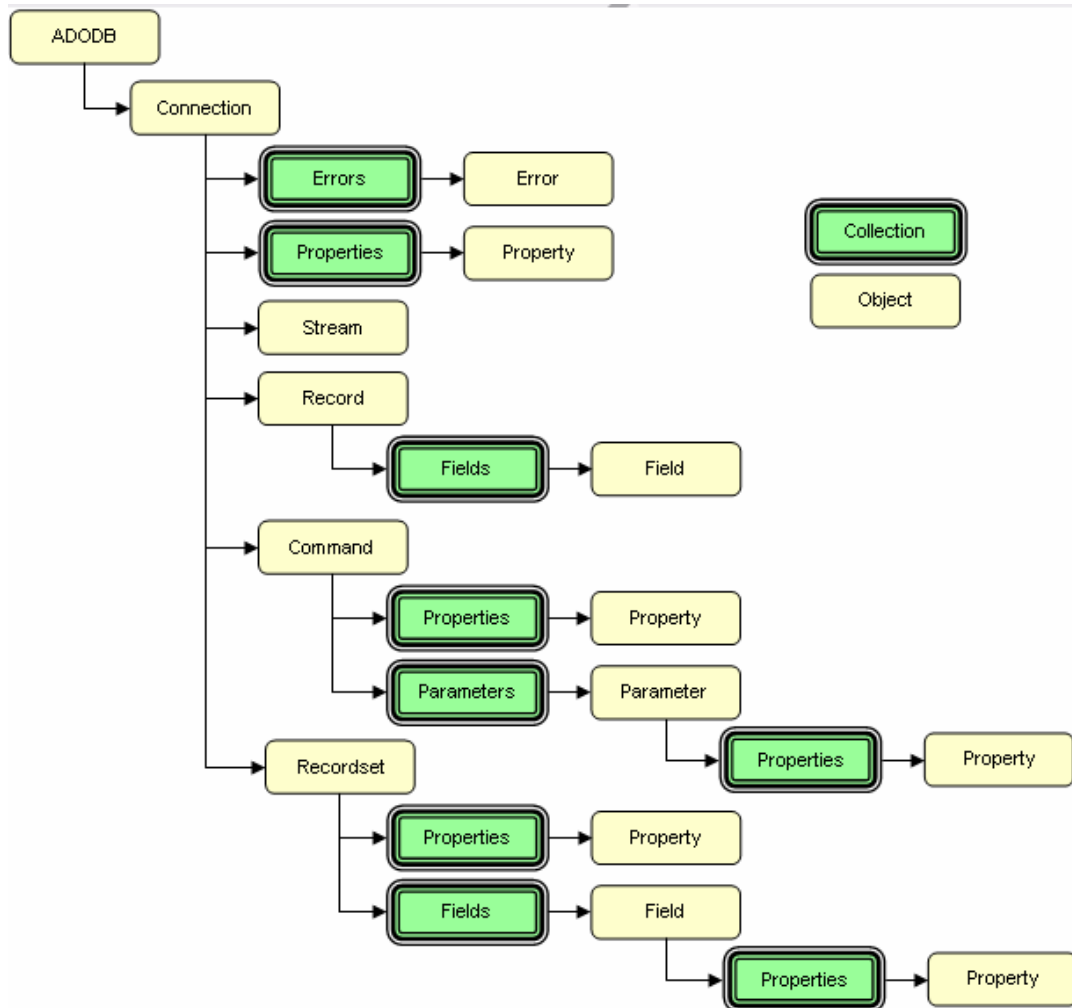 ADODB
Connection
Errors
Error
Properties
Property
Collection
Object
Stream
Record
Fields
Field
Command
Properties
Property
Parameters
Parameter
Properties
Property
Recordset
Properties
Property
Fields
Field
Properties
Property